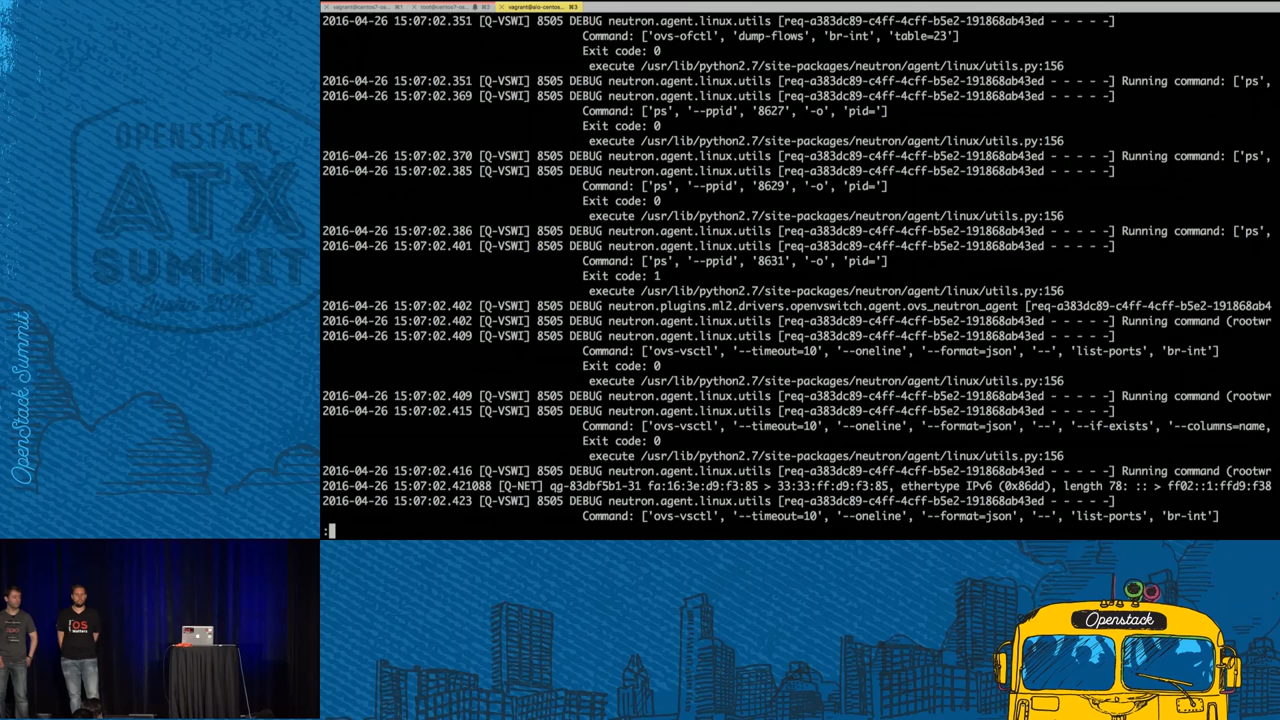 vagrant@centos7-os... ⌘1
root@centos7-os... ⌘2
vagrant@aio-centos... ⌘3
2016-04-26 15:07:02.351 [Q-VSWI] 8505 DEBUG neutron.agent.linux.utils [req-a383dc89-c4ff-4cff-b5e2-191868ab43ed - - - - -]
Command: ['ovs-ofctl', 'dump-flows', 'br-int', 'table=23']
Exit code: 0
execute /usr/lib/python2.7/site-packages/neutron/agent/linux/utils.py:156
2016-04-26 15:07:02.351 [Q-VSWI] 8505 DEBUG neutron.agent.linux.utils [req-a383dc89-c4ff-4cff-b5e2-191868ab43ed - - - - -] Running command: ['ps',
2016-04-26 15:07:02.369 [Q-VSWI] 8505 DEBUG neutron.agent.linux.utils [req-a383dc89-c4ff-4cff-b5e2-191868ab43ed - - - - -]
Command: ['ps', '--ppid', '8627', '-o', 'pid=']
Exit code: 0
execute /usr/lib/python2.7/site-packages/neutron/agent/linux/utils.py:156
2016-04-26 15:07:02.370 [Q-VSWI] 8505 DEBUG neutron.agent.linux.utils [req-a383dc89-c4ff-4cff-b5e2-191868ab43ed - - - - -] Running command: ['ps',
2016-04-26 15:07:02.385 [Q-VSWI] 8505 DEBUG neutron.agent.linux.utils [req-a383dc89-c4ff-4cff-b5e2-191868ab43ed - - - - -]
Command: ['ps', '--ppid', '8629', '-o', 'pid=']
Exit code: 0
execute /usr/lib/python2.7/site-packages/neutron/agent/linux/utils.py:156
2016-04-26 15:07:02.386 [Q-VSWI] 8505 DEBUG neutron.agent.linux.utils [req-a383dc89-c4ff-4cff-b5e2-191868ab43ed - - - - -] Running command: ['ps',
2016-04-26 15:07:02.401 [Q-VSWI] 8505 DEBUG neutron.agent.linux.utils [req-a383dc89-c4ff-4cff-b5e2-191868ab43ed - - - - -]
Command: ['ps', '--ppid', '8631', '-o', 'pid=']
Exit code: 1
execute /usr/lib/python2.7/site-packages/neutron/agent/linux/utils.py:156
2016-04-26 15:07:02.402 [Q-VSWI] 8505 DEBUG neutron.plugins.ml2.drivers.openvswitch.agent.ovs_neutron_agent [req-a383dc89-c4ff-4cff-b5e2-191868ab4
2016-04-26 15:07:02.402 [Q-VSWI] 8505 DEBUG neutron.agent.linux.utils [req-a383dc89-c4ff-4cff-b5e2-191868ab43ed - - - - -] Running command (rootwr
2016-04-26 15:07:02.409 [Q-VSWI] 8505 DEBUG neutron.agent.linux.utils [req-a383dc89-c4ff-4cff-b5e2-191868ab43ed - - - - -]
Command: ['ovs-vsctl', '--timeout=10', '--oneline', '--format=json', '--', 'list-ports', 'br-int']
Exit code: 0
execute /usr/lib/python2.7/site-packages/neutron/agent/linux/utils.py:156
2016-04-26 15:07:02.409 [Q-VSWI] 8505 DEBUG neutron.agent.linux.utils [req-a383dc89-c4ff-4cff-b5e2-191868ab43ed - - - - -] Running command (rootwr
2016-04-26 15:07:02.415 [Q-VSWI] 8505 DEBUG neutron.agent.linux.utils [req-a383dc89-c4ff-4cff-b5e2-191868ab43ed - - - - -]
Command: ['ovs-vsctl', '--timeout=10', '--oneline', '--format=json', '--', '--if-exists', '--columns=name,
Exit code: 0
execute /usr/lib/python2.7/site-packages/neutron/agent/linux/utils.py:156
2016-04-26 15:07:02.416 [Q-VSWI] 8505 DEBUG neutron.agent.linux.utils [req-a383dc89-c4ff-4cff-b5e2-191868ab43ed - - - - -] Running command (rootwr
2016-04-26 15:07:02.421088 [Q-NET] qg-83dbf5b1-31 fa:16:3e:d9:f3:85 > 33:33:ff:d9:f3:85, ethertype IPv6 (0x86dd), length 78: :: > ff02::1:ffd9:f38
2016-04-26 15:07:02.423 [Q-VSWI] 8505 DEBUG neutron.agent.linux.utils [req-a383dc89-c4ff-4cff-b5e2-191868ab43ed - - - - -]
Command: ['ovs-vsctl', '--timeout=10', '--oneline', '--format=json', '--', 'list-ports', 'br-int']
:
OPENSTACK
ATX
SUMMIT
OpenStack Summit
OS
Matters
Openstack